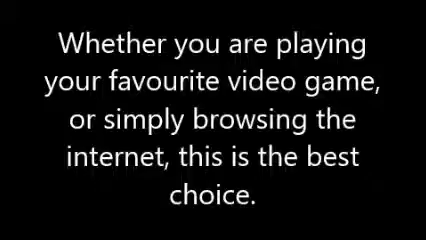 Whether you are playing
your favourite video game,
or simply browsing the
internet, this is the best
choice.